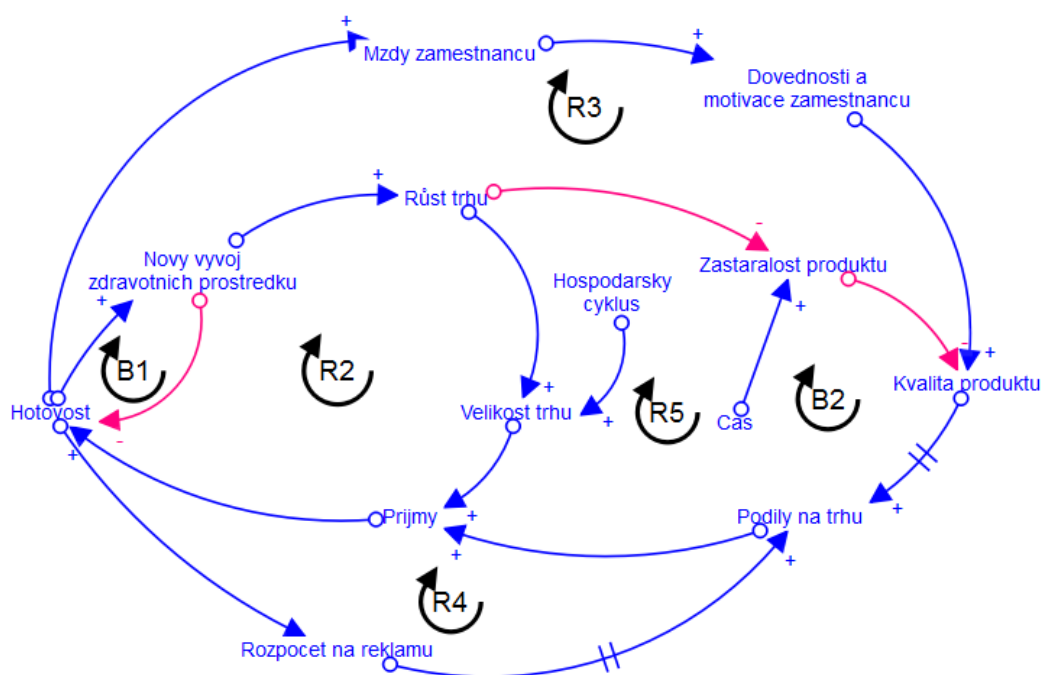 +
Mzdy zamestnancu
+
Dovednosti a
motivace zamestnancu
R3
+
Růst trhu
-
Novy vyvoj
zdravotnich prostredku
Zastaralost produktu
Hospodarsky
cyklus
+
+
B1
R2
-
+
Kvalita produktu
Hotovost
-
+
Velikost trhu
+
R5
Cas
B2
+
Prijmy
+
Podily na trhu
+
+
+
R4
Rozpocet na reklamu